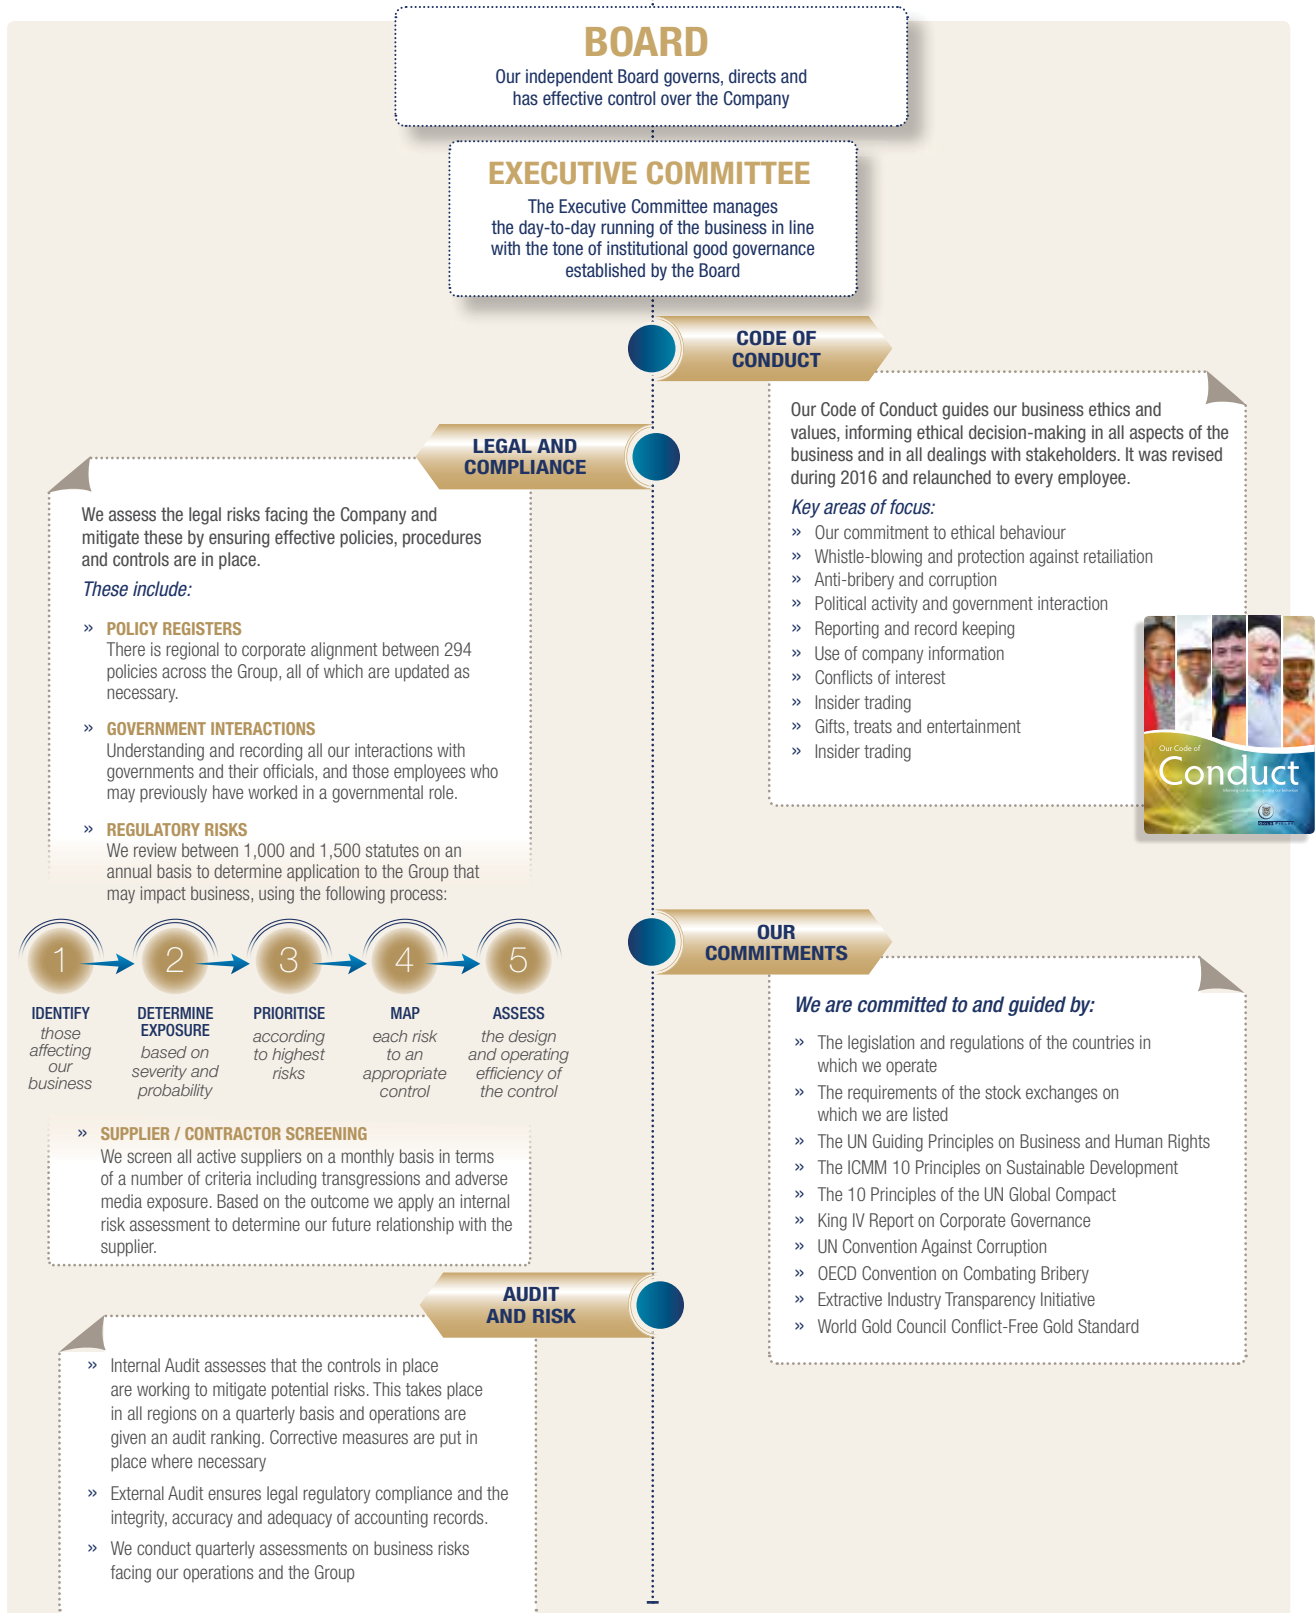 BOARD
Our independent Board governs, directs and
has effective control over the Company
EXECUTIVE COMMITTEE
The Executive Committee manages
the day-to-day running of the business in line
with the tone of institutional good governance
established by the Board
CODE OF
CONDUCT
Our Code of Conduct guides our business ethics and
values, informing ethical decision-making in all aspects of the
business and in all dealings with stakeholders. It was revised
during 2016 and relaunched to every employee.
Key areas of focus:
» Our commitment to ethical behaviour
» Whistle-blowing and protection against retailiation
» Anti-bribery and corruption
» Political activity and government interaction
» Reporting and record keeping
» Use of company information
» Conflicts of interest
» Insider trading
» Gifts, treats and entertainment
» Insider trading
Our Code of
Conduct
LEGAL AND
COMPLIANCE
We assess the legal risks facing the Company and
mitigate these by ensuring effective policies, procedures
and controls are in place.
These include:
» POLICY REGISTERS
There is regional to corporate alignment between 294
policies across the Group, all of which are updated as
necessary.
» GOVERNMENT INTERACTIONS
Understanding and recording all our interactions with
governments and their officials, and those employees who
may previously have worked in a governmental role.
» REGULATORY RISKS
We review between 1,000 and 1,500 statutes on an
annual basis to determine application to the Group that
may impact business, using the following process:
1
IDENTIFY
those
affecting
our
business
2
DETERMINE
EXPOSURE
based on
severity and
probability
3
PRIORITISE
according
to highest
risks
4
MAP
each risk
to an
appropriate
control
5
ASSESS
the design
and operating
efficiency of
the control
» SUPPLIER / CONTRACTOR SCREENING
We screen all active suppliers on a monthly basis in terms
of a number of criteria including transgressions and adverse
media exposure. Based on the outcome we apply an internal
risk assessment to determine our future relationship with the
supplier.
OUR
COMMITMENTS
We are committed to and guided by:
» The legislation and regulations of the countries in
which we operate
» The requirements of the stock exchanges on
which we are listed
» The UN Guiding Principles on Business and Human Rights
» The ICMM 10 Principles on Sustainable Development
» The 10 Principles of the UN Global Compact
» King IV Report on Corporate Governance
» UN Convention Against Corruption
» OECD Convention on Combating Bribery
» Extractive Industry Transparency Initiative
» World Gold Council Conflict-Free Gold Standard
AUDIT
AND RISK
» Internal Audit assesses that the controls in place
are working to mitigate potential risks. This takes place
in all regions on a quarterly basis and operations are
given an audit ranking. Corrective measures are put in
place where necessary
» External Audit ensures legal regulatory compliance and the
integrity, accuracy and adequacy of accounting records.
» We conduct quarterly assessments on business risks
facing our operations and the Group